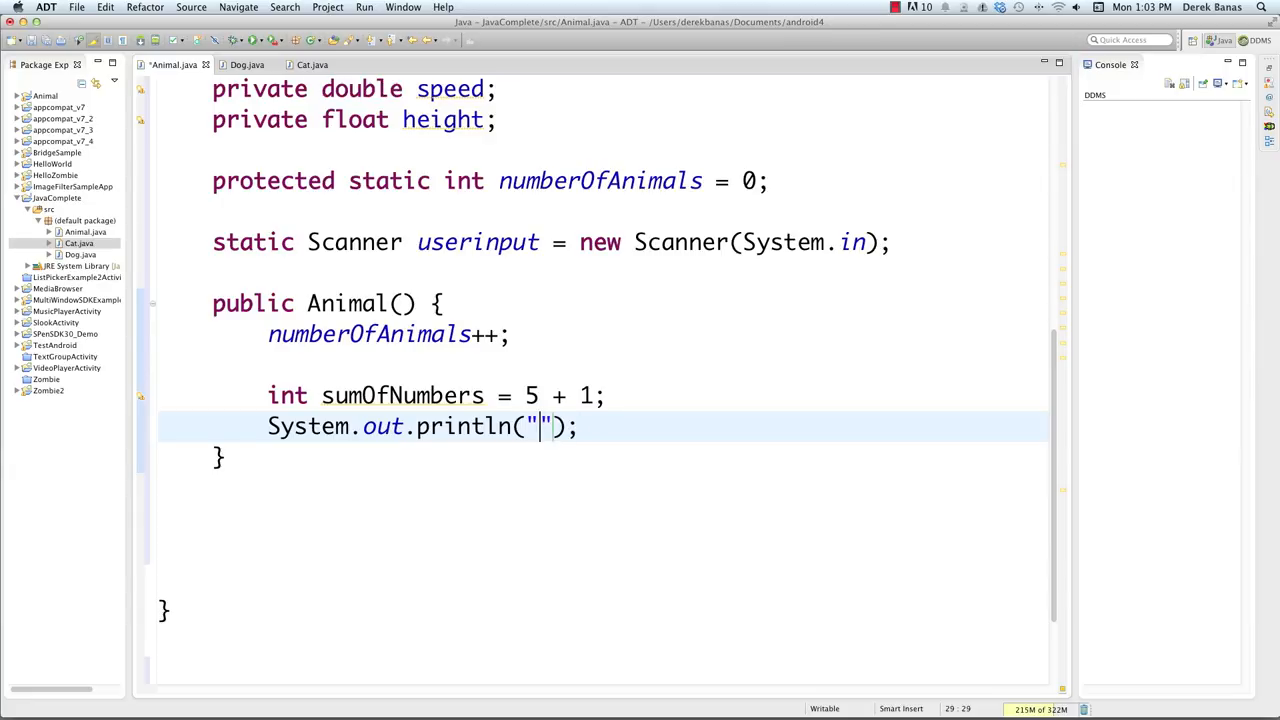 ADT File Edit Refactor Source Navigate Search Project Run Window Help 10 Mon 1:03 PM Derek Banas
Java - JavaComplete/src/Animal.java - ADT - /Users/derekbanas/Documents/android4
Quick Access Java DDMS
Package Exp
*Animal.java Dog.java Cat.java
Console
DDMS
Animal
appcompat_v7
appcompat_v7_2
appcompat_v7_3
appcompat_v7_4
BridgeSample
HelloWorld
HelloZombie
ImageFilterSampleApp
JavaComplete
src
(default package)
Animal.java
Cat.java
Dog.java
JRE System Library [Ja
ListPickerExample2Activi
MediaBrowser
MultiWindowSDKExample
MusicPlayerActivity
SlookActivity
SPenSDK30_Demo
TestAndroid
TextGroupActivity
VideoPlayerActivity
Zombie
Zombie2
private double speed;
private float height;
protected static int numberOfAnimals = 0;
static Scanner userinput = new Scanner(System.in);
public Animal() {
numberOfAnimals++;
int sumOfNumbers = 5 + 1;
System.out.println("");
}
}
Writable Smart Insert 29 : 29 215M of 322M